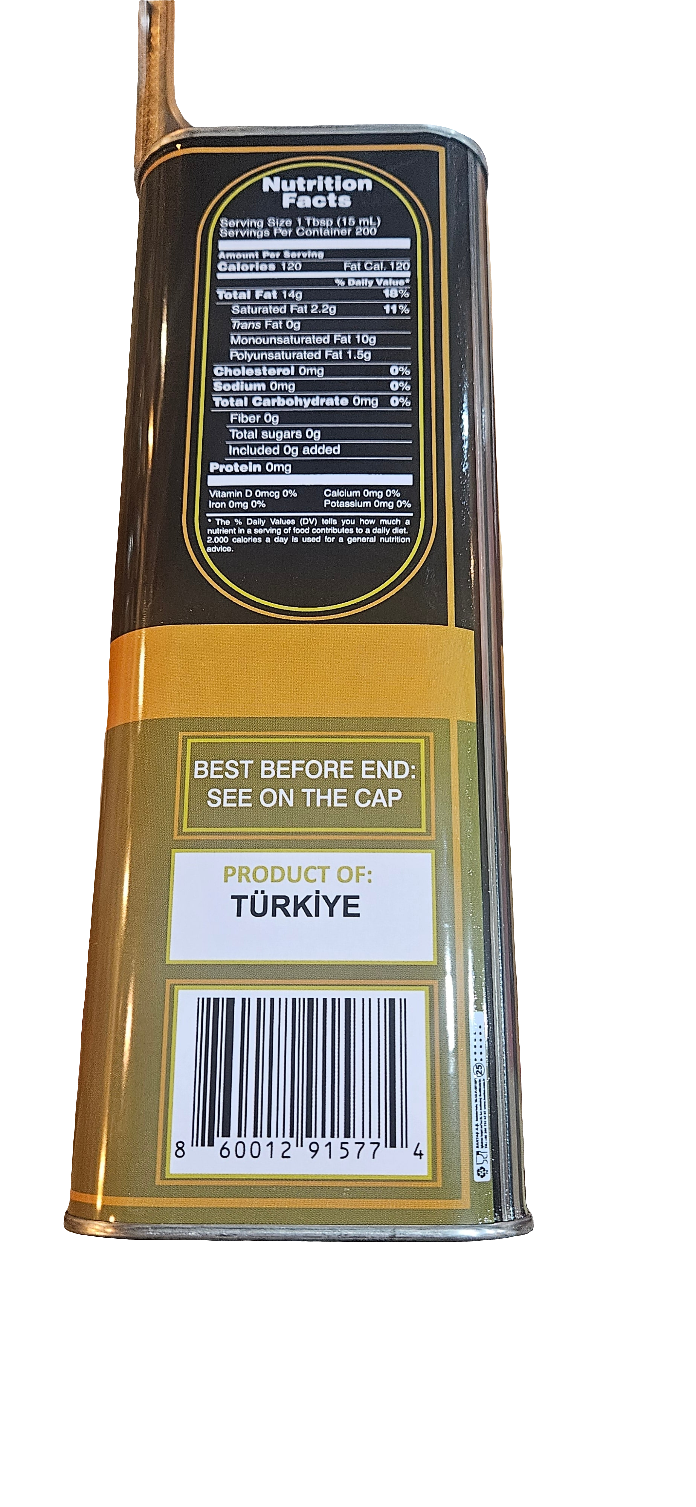 Nutrition
Facts
Serving Size 1 Tbsp (15 mL)
Servings Per Container 200
Amount Per Serving
Calories 120 Fat Cal. 120
% Daily Value*
Total Fat 14g 18%
Saturated Fat 2.2g 11%
Trans Fat 0g
Monounsaturated Fat 10g
Polyunsaturated Fat 1.5g
Cholesterol 0mg 0%
Sodium 0mg 0%
Total Carbohydrate 0mg 0%
Fiber 0g
Total sugars 0g
Included 0g added
Protein 0mg
Vitamin D 0mcg 0% Calcium 0mg 0%
Iron 0mg 0% Potassium 0mg 0%
* The % Daily Values (DV) tells you how much a
nutrient in a serving of food contributes to a daily diet.
2.000 calories a day is used for a general nutrition
advice.
BEST BEFORE END:
SEE ON THE CAP
PRODUCT OF:
TÜRKİYE
8 60012 91577 4
25